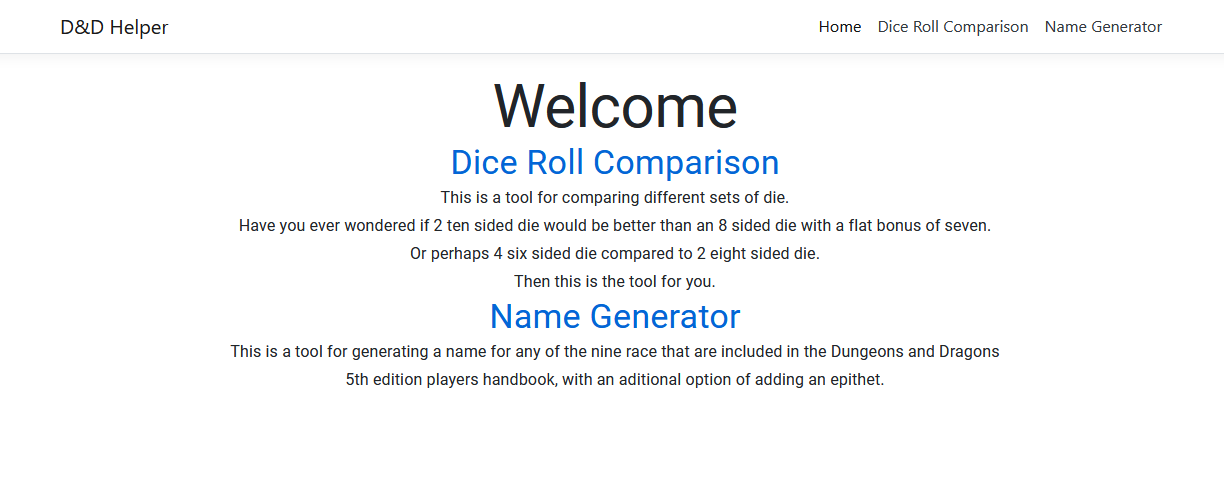 D&D Helper
Home Dice Roll Comparison Name Generator
Welcome
Dice Roll Comparison
This is a tool for comparing different sets of die.
Have you ever wondered if 2 ten sided die would be better than an 8 sided die with a flat bonus of seven.
Or perhaps 4 six sided die compared to 2 eight sided die.
Then this is the tool for you.
Name Generator
This is a tool for generating a name for any of the nine race that are included in the Dungeons and Dragons
5th edition players handbook, with an aditional option of adding an epithet.